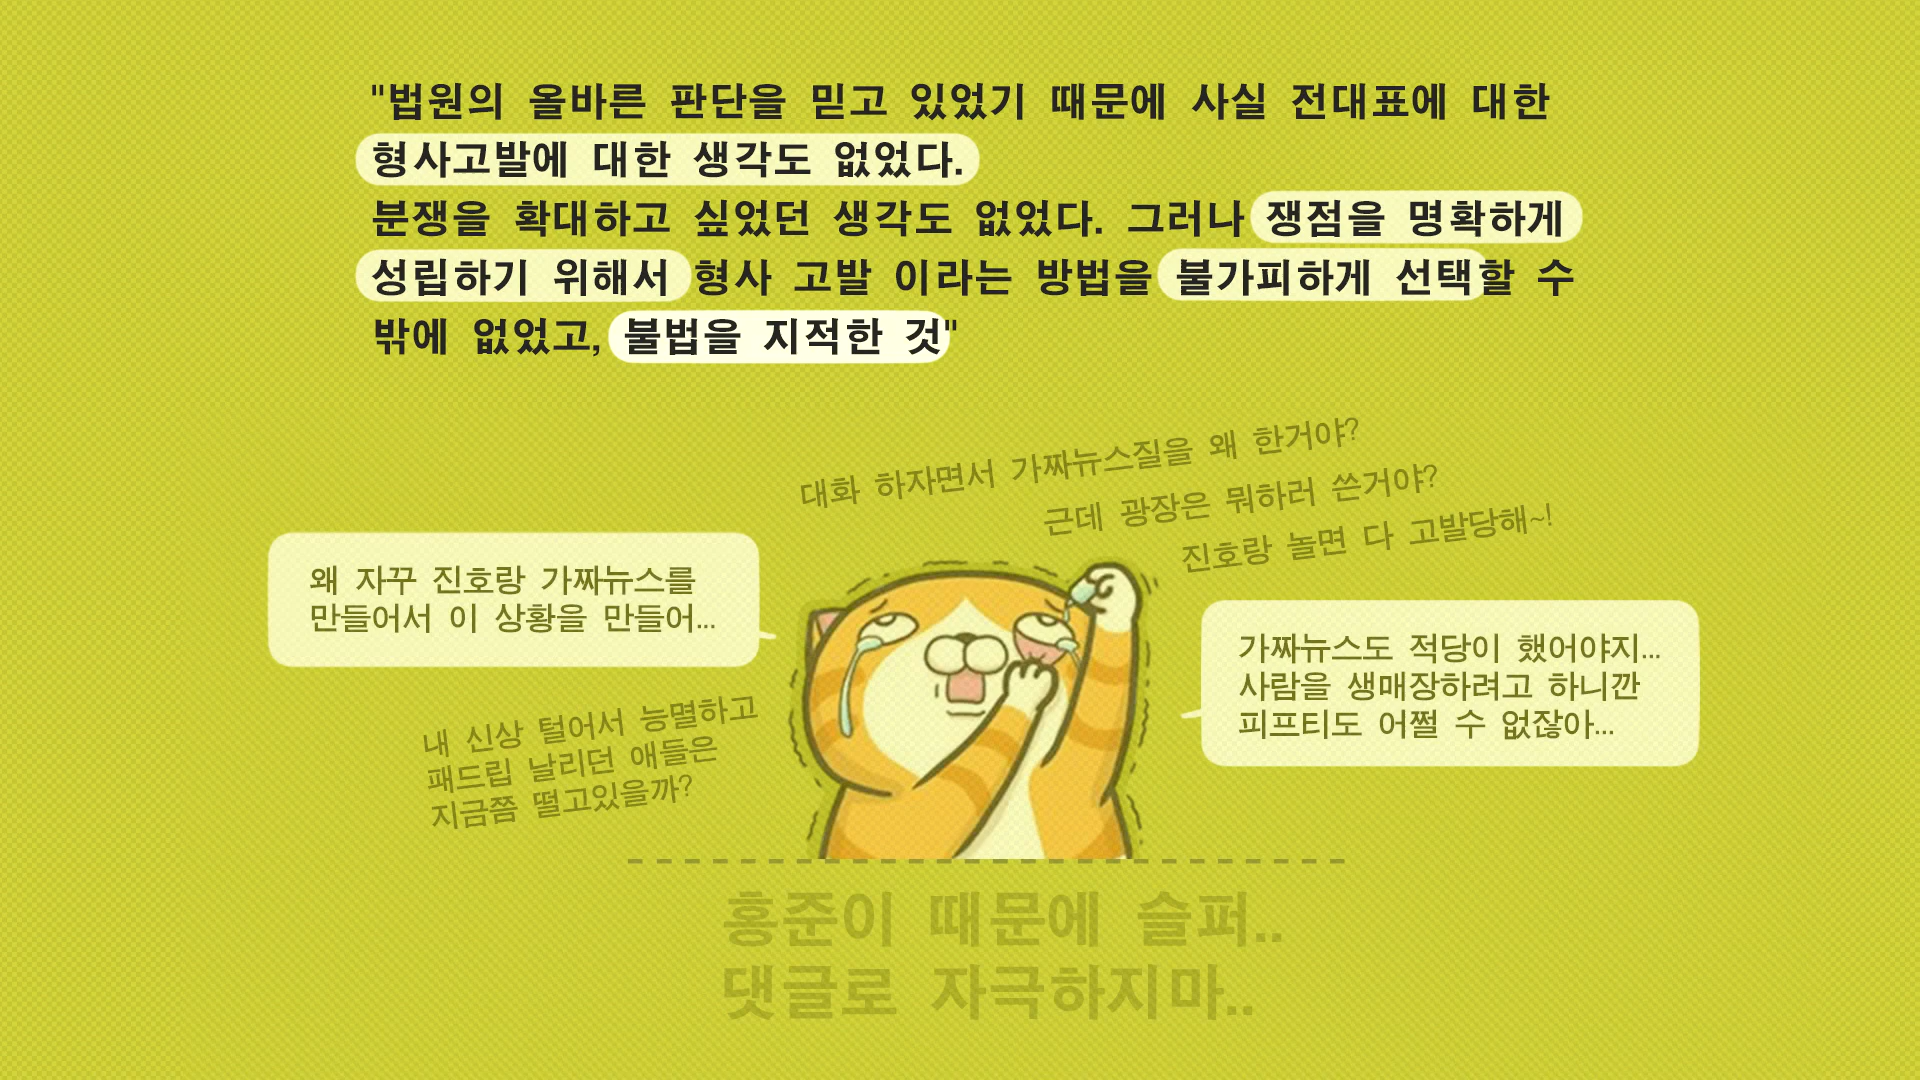 "법원의 올바른 판단을 믿고 있었기 때문에 사실 전대표에 대한
형사고발에 대한 생각도 없었다.
분쟁을 확대하고 싶었던 생각도 없었다. 그러나 쟁점을 명확하게
성립하기 위해서 형사 고발 이라는 방법을 불가피하게 선택할 수
밖에 없었고, 불법을 지적한 것"
대화 하자면서 가짜뉴스질을 왜 한거야?
근데 광장은 뭐하러 쓴거야?
진호랑 놀면 다 고발당해~!
왜 자꾸 진호랑 가짜뉴스를
만들어서 이 상황을 만들어...
가짜뉴스도 적당이 했어야지...
사람을 생매장하려고 하니깐
피프티도 어쩔 수 없잖아...
내 신상 털어서 능멸하고
패드립 날리던 애들은
지금쯤 떨고있을까?
홍준이 때문에 슬퍼..
댓글로 자극하지마..